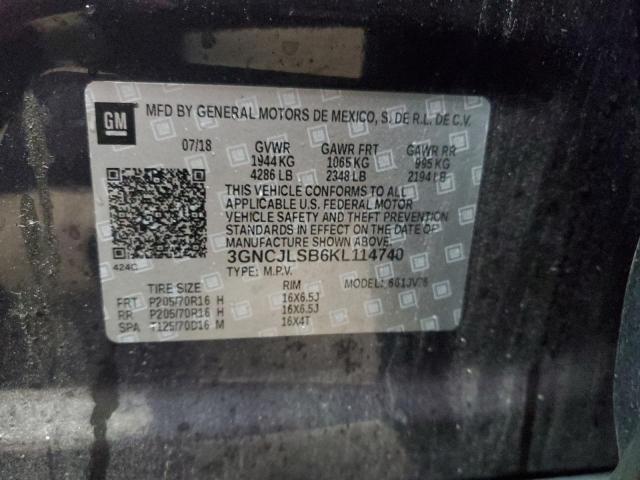 GM MFD BY GENERAL MOTORS DE MEXICO, S. DE R.L. DE C.V.
07/18 GVWR GAWR FRT GAWR RR
1944 KG 1065 KG 995 KG
4286 LB 2348 LB 2194 LB
THIS VEHICLE CONFORMS TO ALL
APPLICABLE U.S. FEDERAL MOTOR
VEHICLE SAFETY AND THEFT PREVENTION
STANDARDS IN EFFECT ON THE DATE OF
MANUFACTURE SHOWN ABOVE.
424C 3GNCJLSB6KL114740
TYPE: M.P.V. MODEL:
TIRE SIZE RIM
FRT P205/70R16 H 16X6.5J
RR P205/70R16 H 16X6.5J
SPA T125/70D16 M 16X4T